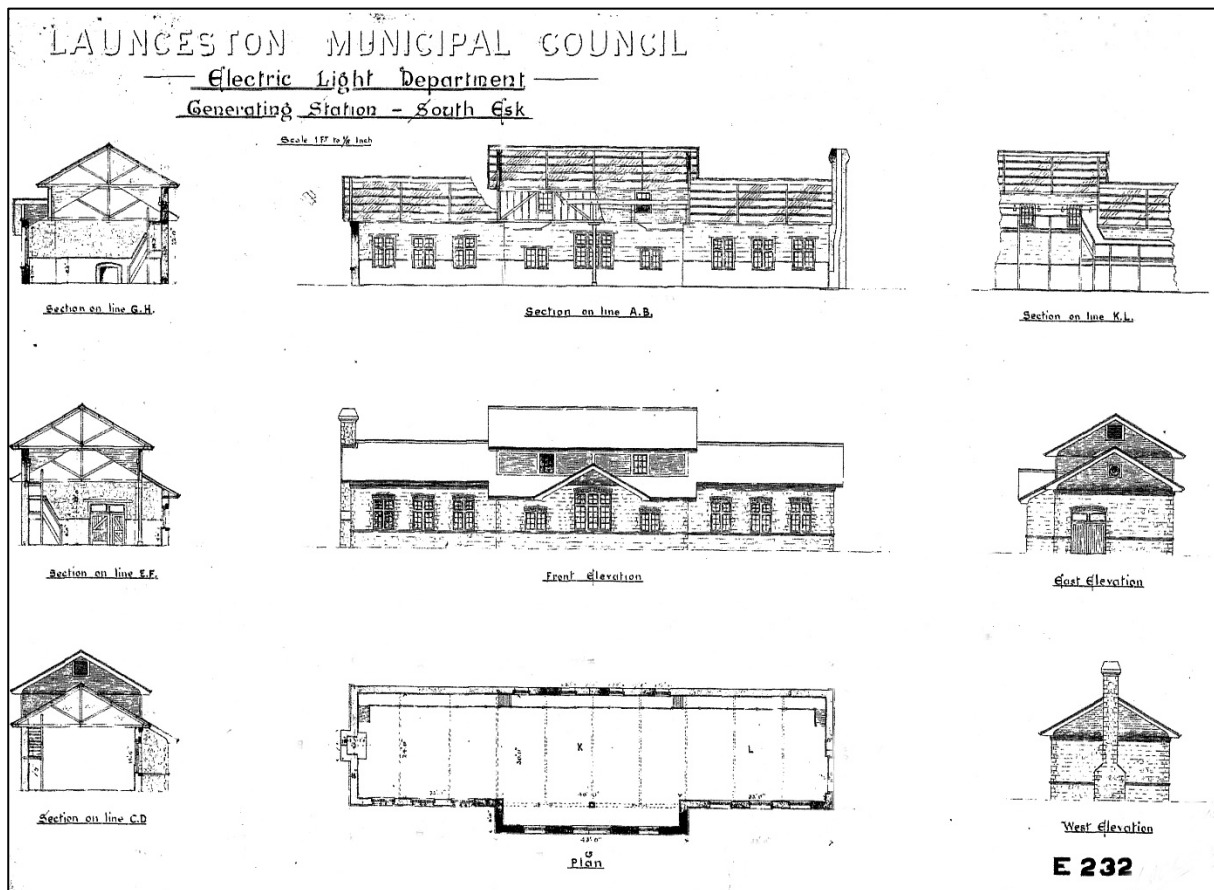 LAUNCESTON MUNICIPAL COUNCIL
Electric Light Department
Generating Station - South Esk
Scale 1 FT to 1/8 Inch
Section on line G.H.
Section on line A.B.
Section on line K.L.
Section on line E.F.
Front Elevation
East Elevation
K
L
Section on line C.D
G
Plan
West Elevation
E 232